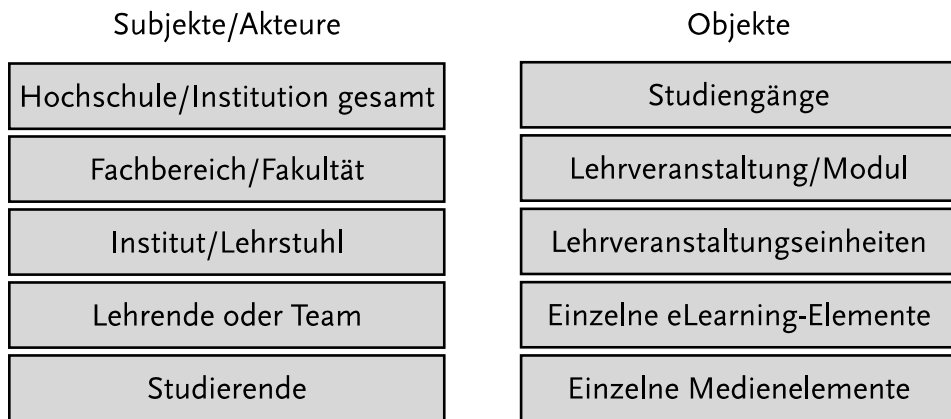 Subjekte/Akteure
Hochschule/Institution gesamt
Fachbereich/Fakultät
Institut/Lehrstuhl
Lehrende oder Team
Studierende
Objekte
Studiengänge
Lehrveranstaltung/Modul
Lehrveranstaltungseinheiten
Einzelne eLearning-Elemente
Einzelne Medienelemente